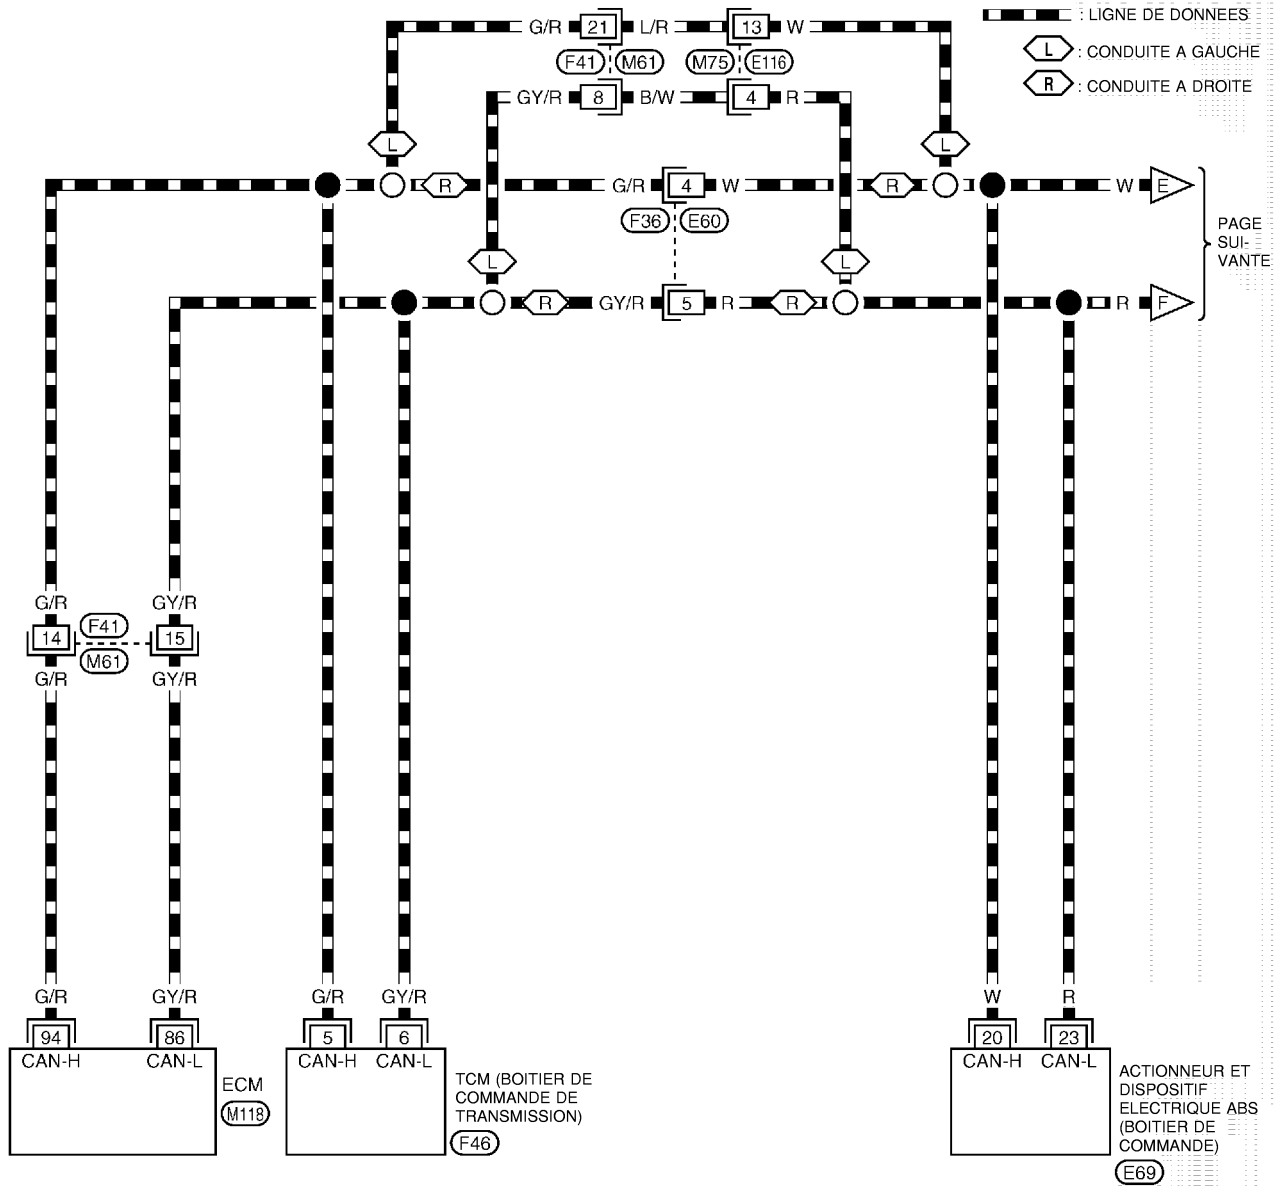 G/R 21 L/R 13 W
: LIGNE DE DONNEES
F41 M61 M75 E116
L : CONDUITE A GAUCHE
GY/R 8 B/W 4 R
R : CONDUITE A DROITE
L L
R G/R 4 W R W E
F36 E60
PAGE
SUI-
VANTE
L L
R GY/R 5 R R R F
G/R GY/R
14 F41 15
M61
G/R GY/R
G/R GY/R G/R GY/R W R
94 86 5 6 20 23
CAN-H CAN-L CAN-H CAN-L CAN-H CAN-L
ECM
M118
TCM (BOITIER DE
COMMANDE DE
TRANSMISSION)
F46
ACTIONNEUR ET
DISPOSITIF
ELECTRIQUE ABS
(BOITIER DE
COMMANDE)
E69